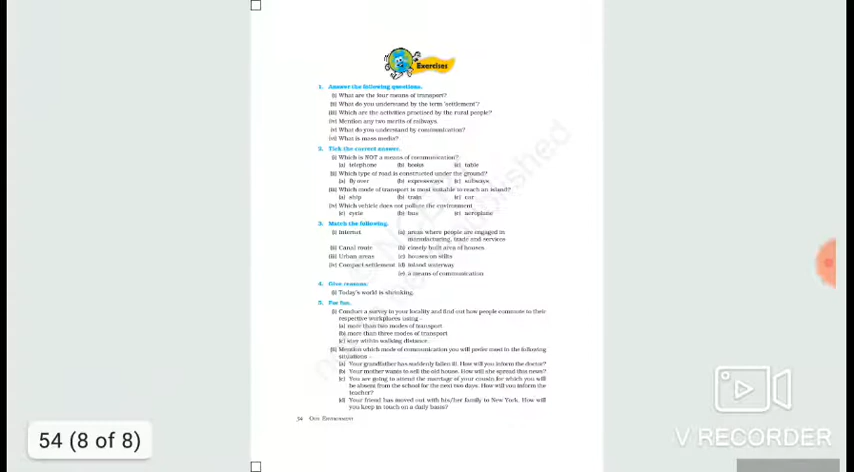 Exercises
1. Answer the following questions.
(i) What are the four means of transport?
(ii) What do you understand by the term 'settlement'?
(iii) Which are the activities practised by the rural people?
(iv) Mention any two merits of railways.
(v) What do you understand by communication?
(vi) What is mass media?
2. Tick the correct answer.
(i) Which is NOT a means of communication?
(a) telephone (b) books (c) table
(ii) Which type of road is constructed under the ground?
(a) flyover (b) expressways (c) subways
(iii) Which mode of transport is most suitable to reach an island?
(a) ship (b) train (c) car
(iv) Which vehicle does not pollute the environment
(a) cycle (b) bus (c) aeroplane
3. Match the following.
(i) Internet (a) areas where people are engaged in
manufacturing, trade and services
(ii) Canal route (b) closely built area of houses
(iii) Urban areas (c) houses on stilts
(iv) Compact settlement (d) inland waterway
(e) a means of communication
4. Give reasons.
(i) Today's world is shrinking.
5. For fun.
(i) Conduct a survey in your locality and find out how people commute to their
respective workplaces using –
(a) more than two modes of transport
(b) more than three modes of transport
(c) stay within walking distance.
(ii) Mention which mode of communication you will prefer most in the following
situations –
(a) Your grandfather has suddenly fallen ill. How will you inform the doctor?
(b) Your mother wants to sell the old house. How will she spread this news?
(c) You are going to attend the marriage of your cousin for which you will
be absent from the school for the next two days. How will you inform the
teacher?
(d) Your friend has moved out with his/her family to New York. How will
you keep in touch on a daily basis?
54 Our Environment
54 (8 of 8)
V RECORDER